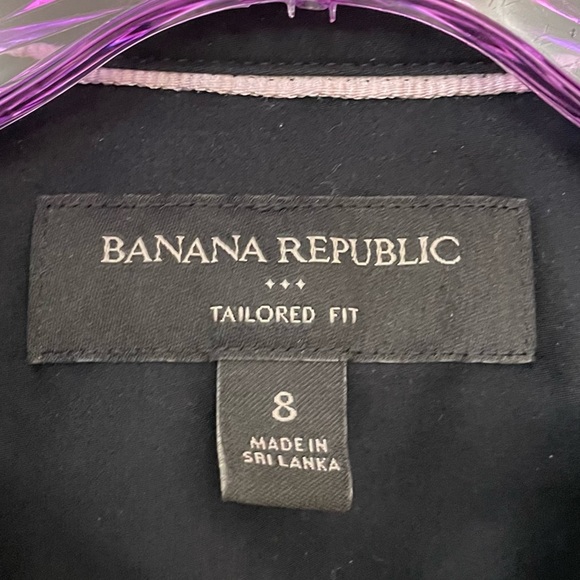 BANANA REPUBLIC
TAILORED FIT
8
MADE IN
SRI LANKA